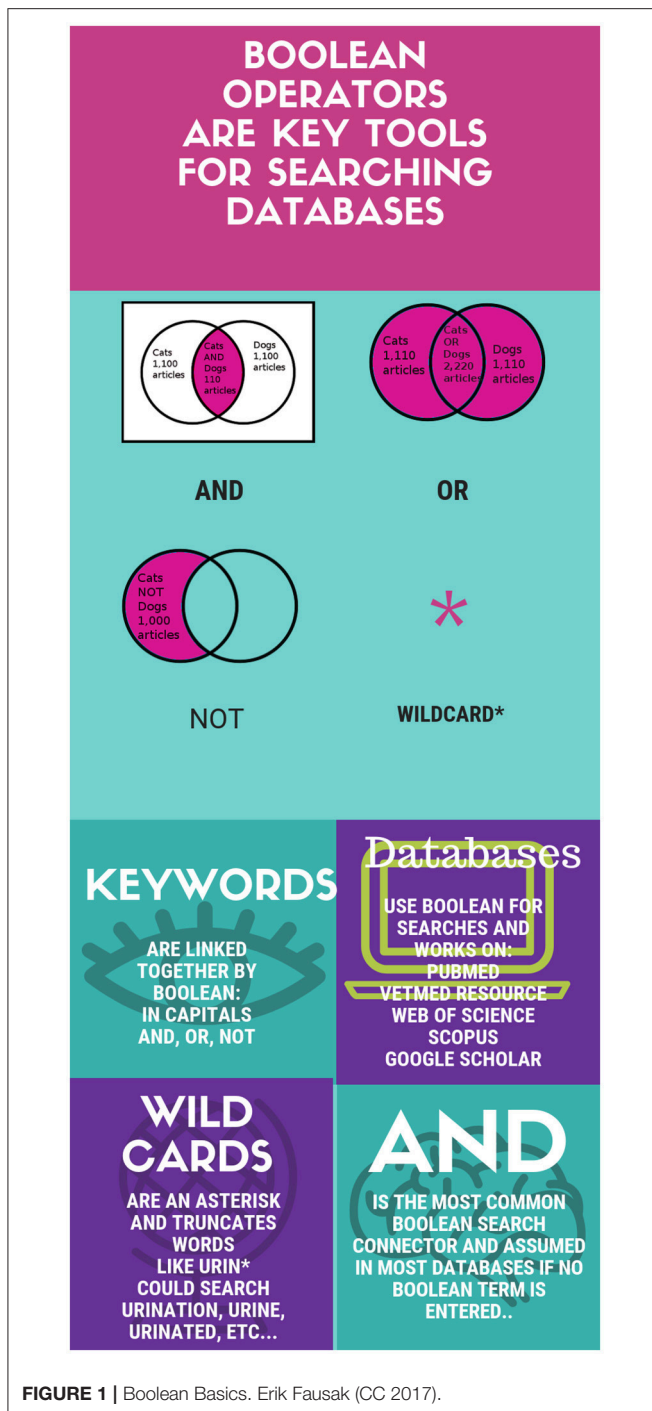 BOOLEAN
OPERATORS
ARE KEY TOOLS
FOR SEARCHING
DATABASES
Cats
1,100
articles
Cats
AND
Dogs
110
articles
Dogs
1,100
articles
AND
Cats
1,110
articles
Cats
OR
Dogs
2,220
articles
Dogs
1,110
articles
OR
Cats
NOT
Dogs
1,000
articles
NOT
*
WILDCARD*
KEYWORDS
ARE LINKED
TOGETHER BY
BOOLEAN:
IN CAPITALS
AND, OR, NOT
Databases
USE BOOLEAN FOR
SEARCHES AND
WORKS ON:
PUBMED
VETMED RESOURCE
WEB OF SCIENCE
SCOPUS
GOOGLE SCHOLAR
WILD
CARDS
ARE AN ASTERISK
AND TRUNCATES
WORDS
LIKE URIN*
COULD SEARCH
URINATION, URINE,
URINATED, ETC...
AND
IS THE MOST COMMON
BOOLEAN SEARCH
CONNECTOR AND ASSUMED
IN MOST DATABASES IF NO
BOOLEAN TERM IS
ENTERED..
FIGURE 1 | Boolean Basics. Erik Fausak (CC 2017).